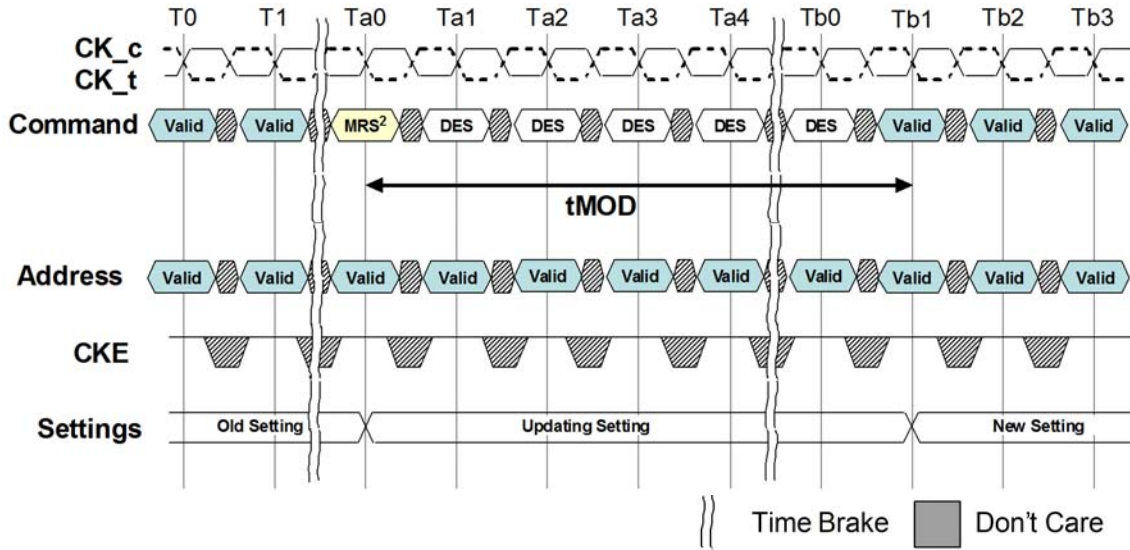 T0 T1 Ta0 Ta1 Ta2 Ta3 Ta4 Tb0 Tb1 Tb2 Tb3
CK_c
CK_t
Command Valid Valid MRS² DES DES DES DES DES Valid Valid Valid
tMOD
Address Valid Valid Valid Valid Valid Valid Valid Valid Valid Valid Valid
CKE
Settings Old Setting Updating Setting New Setting
Time Brake Don't Care